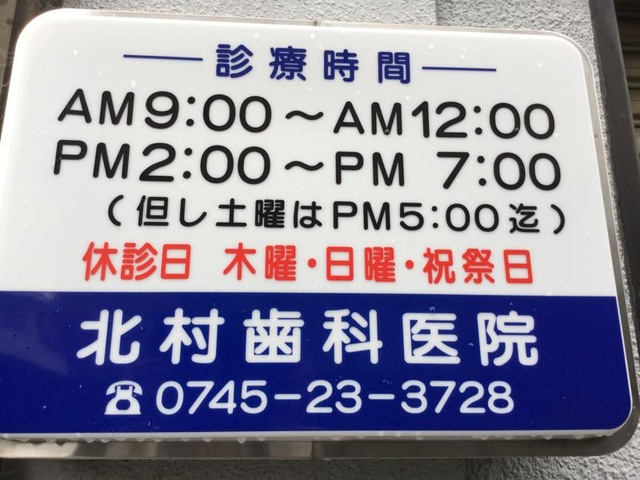 診療時間
AM9:00～AM12:00
PM2:00～PM 7:00
(但し土曜はPM5:00迄)
休診日 木曜・日曜・祝祭日
北村歯科医院
☎0745-23-3728